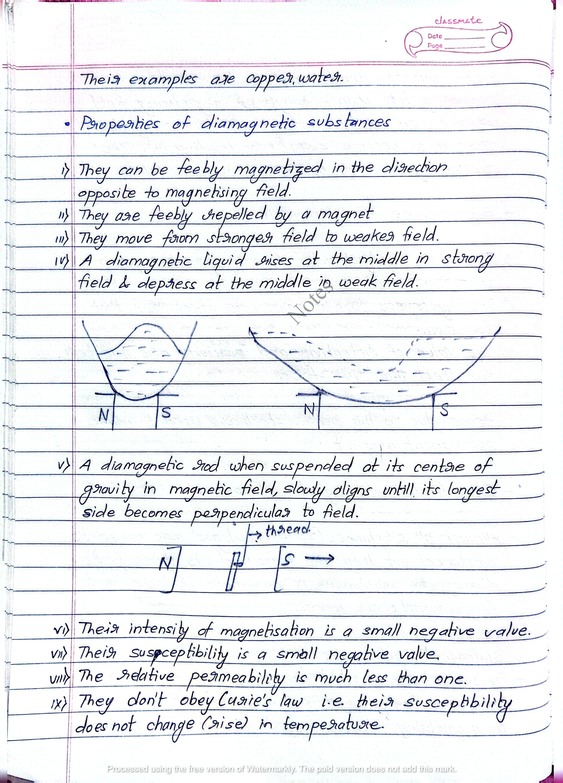 classmate
Date
Page
Their examples are copper, water.
• Properties of diamagnetic substances
i) They can be feebly magnetized in the direction
opposite to magnetising field.
ii) They are feebly repelled by a magnet
iii) They move from stronger field to weaker field.
iv) A diamagnetic liquid rises at the middle in strong
field & depress at the middle in weak field.
Notes
N S N S
v) A diamagnetic rod when suspended at its centre of
gravity in magnetic field, slowly aligns untill its longest
side becomes perpendicular to field.
→ thread
N S →
vi) Their intensity of magnetisation is a small negative value.
vii) Their susceptibility is a small negative value.
viii) The relative permeability is much less than one.
ix) They don't obey Curie's law i.e. their susceptibility
does not change (rise) in temperature.
Processed using the free version of Watermarkly. The paid version does not add this mark.